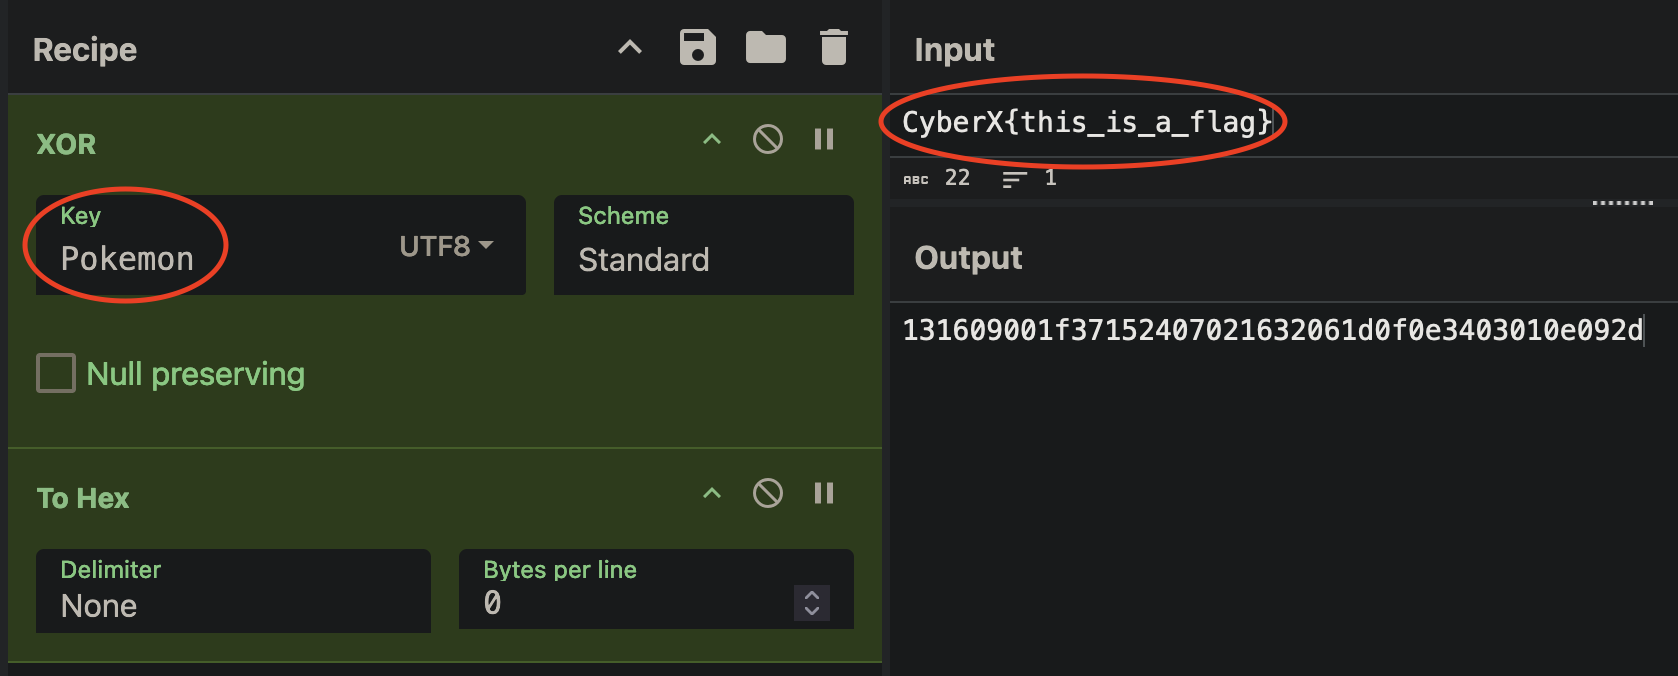 Recipe
XOR
Key
Pokemon
UTF8
Scheme
Standard
Null preserving
To Hex
Delimiter
None
Bytes per line
0
Input
CyberX{this_is_a_flag}
ABC 22 1
Output
131609001f37152407021632061d0f0e3403010e092d